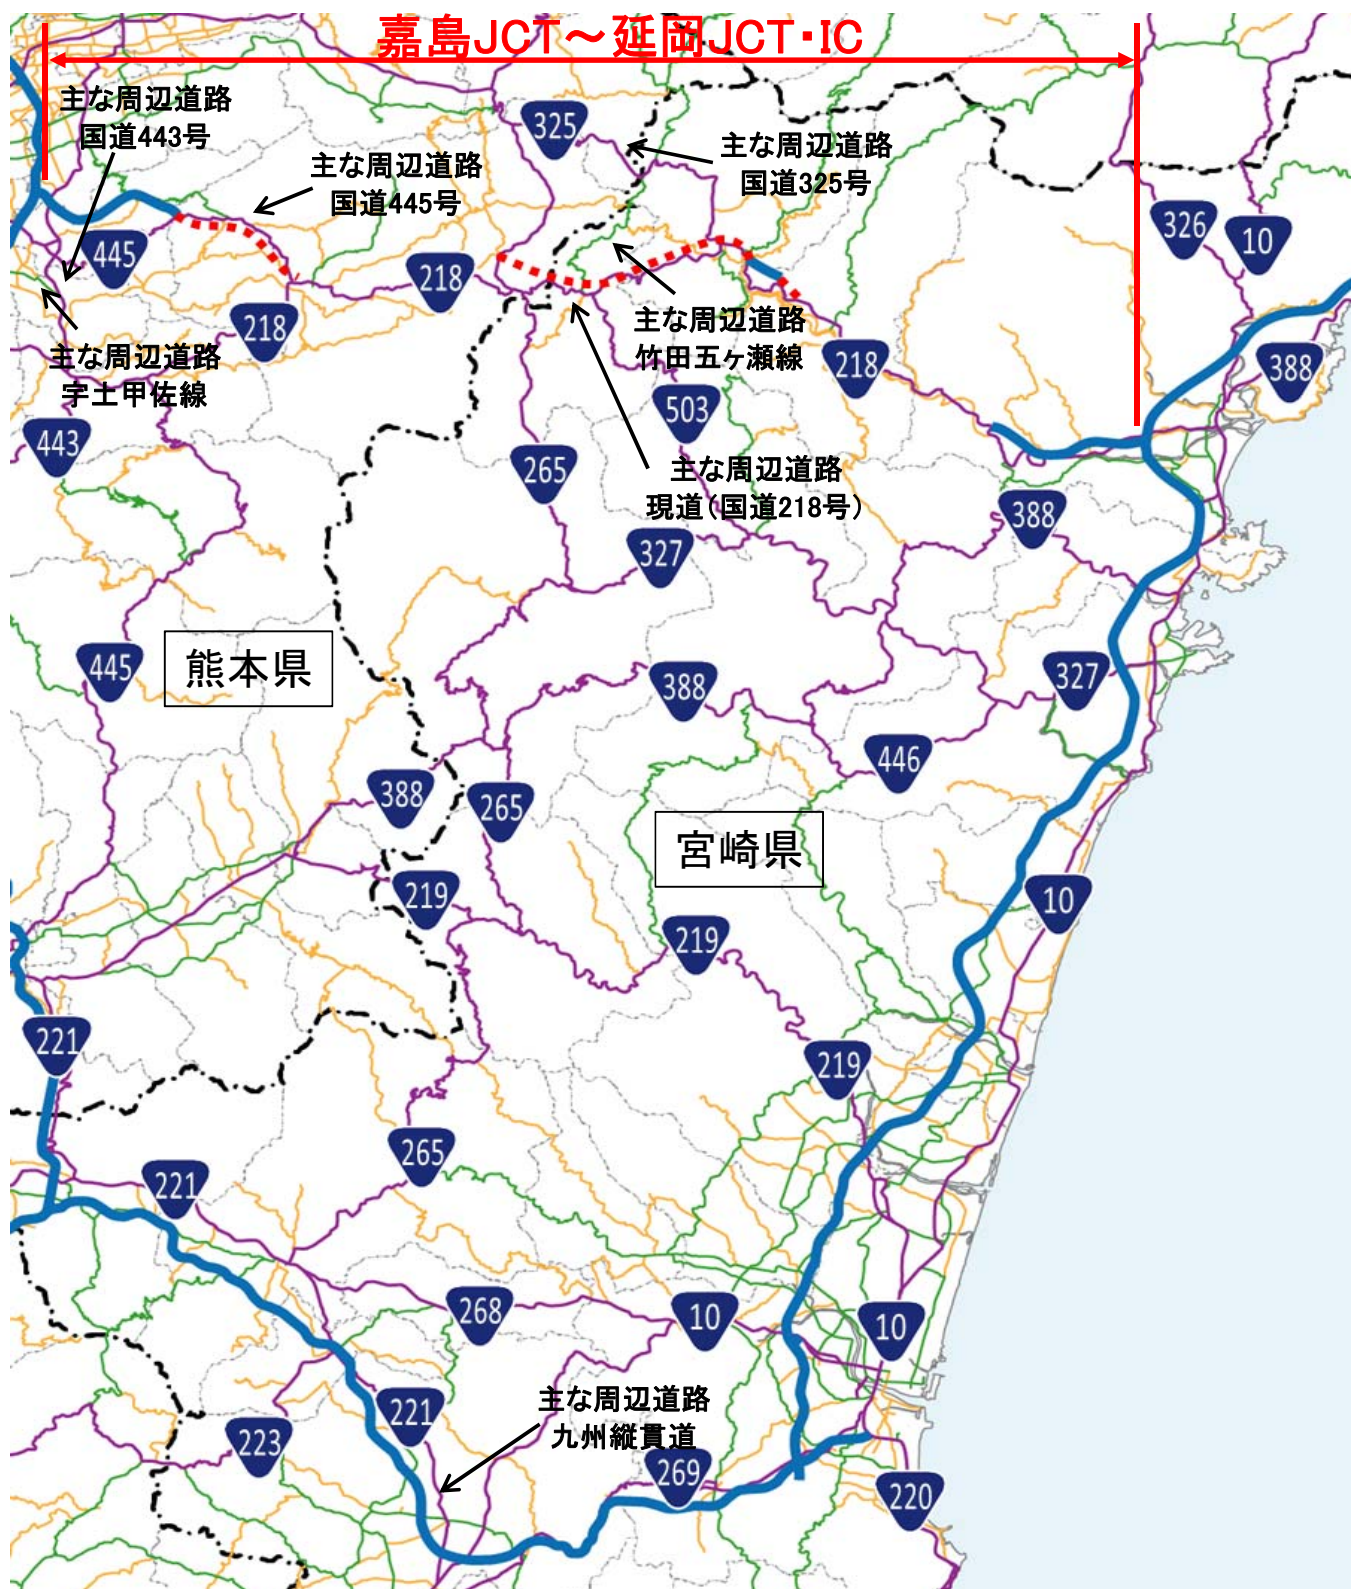 嘉島JCT～延岡JCT・IC
主な周辺道路
国道443号
主な周辺道路
国道445号
325
主な周辺道路
国道325号
326
10
445
218
218
主な周辺道路
宇土甲佐線
主な周辺道路
竹田五ヶ瀬線
218
388
503
443
265
主な周辺道路
現道(国道218号)
388
327
445
熊本県
388
327
446
388
265
宮崎県
219
10
219
221
219
265
221
268
10
10
221
主な周辺道路
九州縦貫道
223
269
220